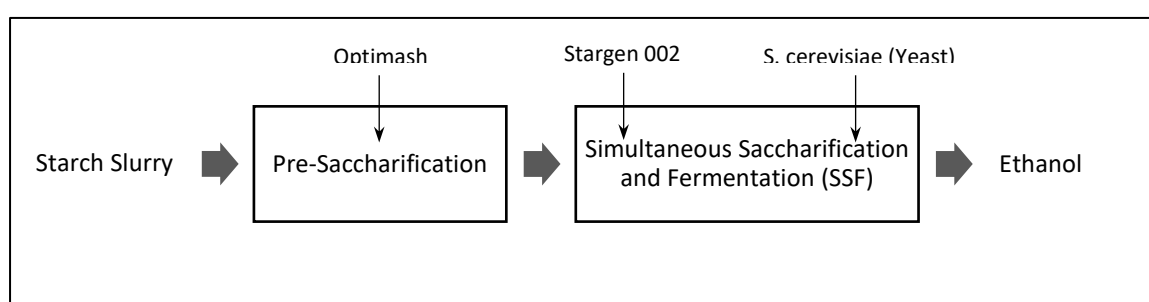 Optimash
Stargen 002
S. cerevisiae (Yeast)
Starch Slurry
Pre-Saccharification
Simultaneous Saccharification
and Fermentation (SSF)
Ethanol